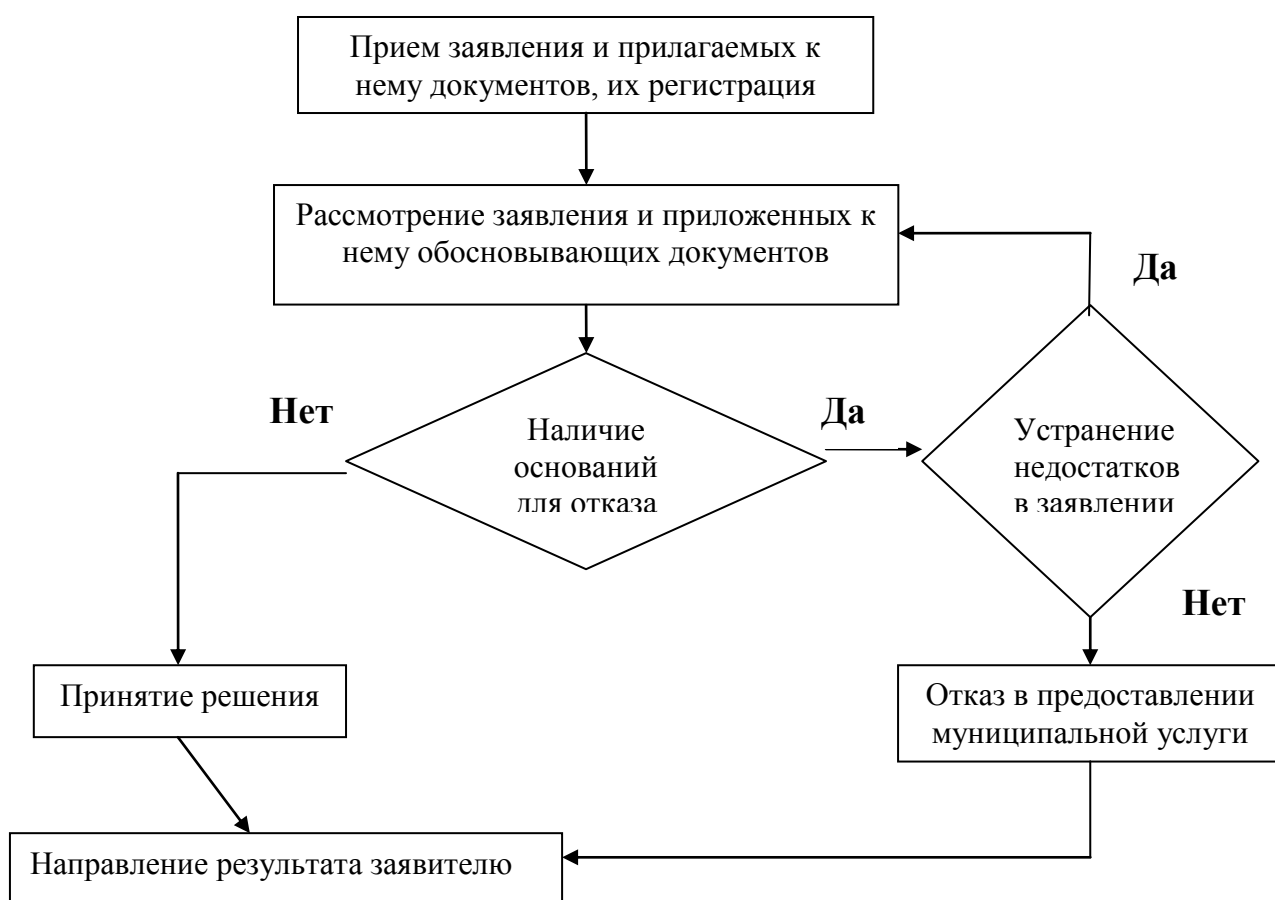 Прием заявления и прилагаемых к
нему документов, их регистрация
Рассмотрение заявления и приложенных к
нему обосновывающих документов
Да
Нет
Да
Наличие
оснований
для отказа
Устранение
недостатков
в заявлении
Нет
Принятие решения
Отказ в предоставлении
муниципальной услуги
Направление результата заявителю